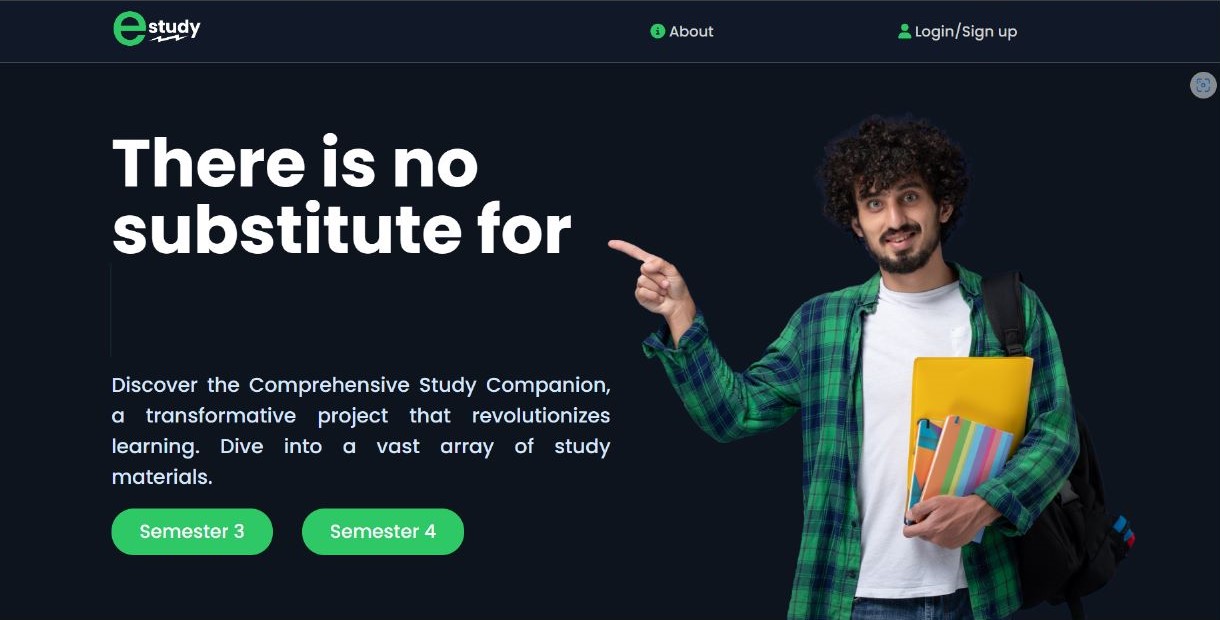 e study
About
Login/Sign up
There is no
substitute for
Discover the Comprehensive Study Companion,
a transformative project that revolutionizes
learning. Dive into a vast array of study
materials.
Semester 3
Semester 4